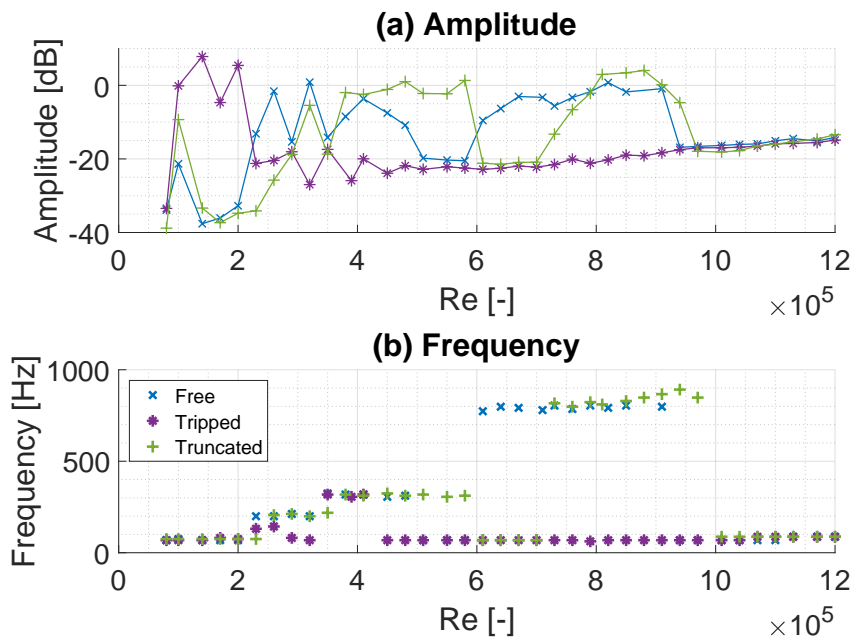 (a) Amplitude
Amplitude [dB]
0
-20
-40
0 2 4 6 8 10 12
Re [-]
×10^5
(b) Frequency
Frequency [Hz]
1000
500
0
Free
Tripped
Truncated
0 2 4 6 8 10 12
Re [-]
×10^5